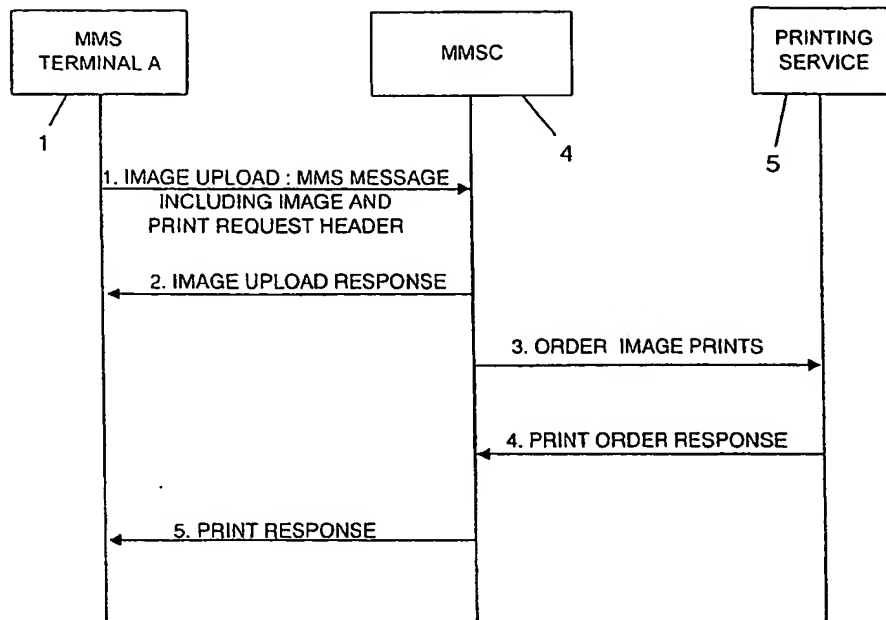 MMS
TERMINAL A
MMSC
PRINTING
SERVICE
1
4
5
1. IMAGE UPLOAD : MMS MESSAGE
INCLUDING IMAGE AND
PRINT REQUEST HEADER
2. IMAGE UPLOAD RESPONSE
3. ORDER IMAGE PRINTS
4. PRINT ORDER RESPONSE
5. PRINT RESPONSE